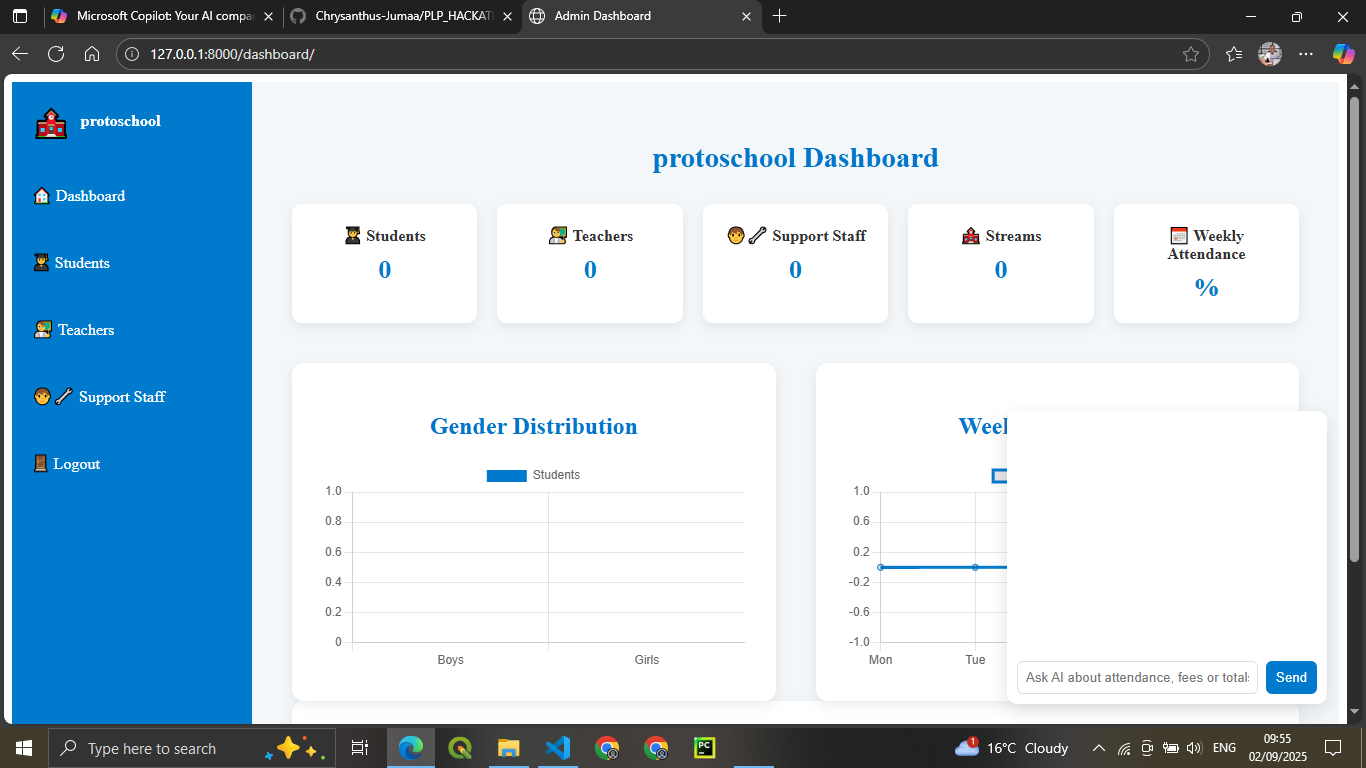 Microsoft Copilot: Your AI compa
Chrysanthus-Jumaa/PLP_HACKAT
Admin Dashboard
127.0.0.1:8000/dashboard/
protoschool
Dashboard
Students
Teachers
Support Staff
Logout
protoschool Dashboard
Students
0
Teachers
0
Support Staff
0
Streams
0
Weekly
Attendance
%
Gender Distribution
Students
1.0
0.8
0.6
0.4
0.2
0
Boys
Girls
Week
1.0
0.6
0.2
-0.2
-0.6
-1.0
Mon
Tue
Ask AI about attendance, fees or totals
Send
Type here to search
PC
1
16°C Cloudy
ENG
09:55
02/09/2025